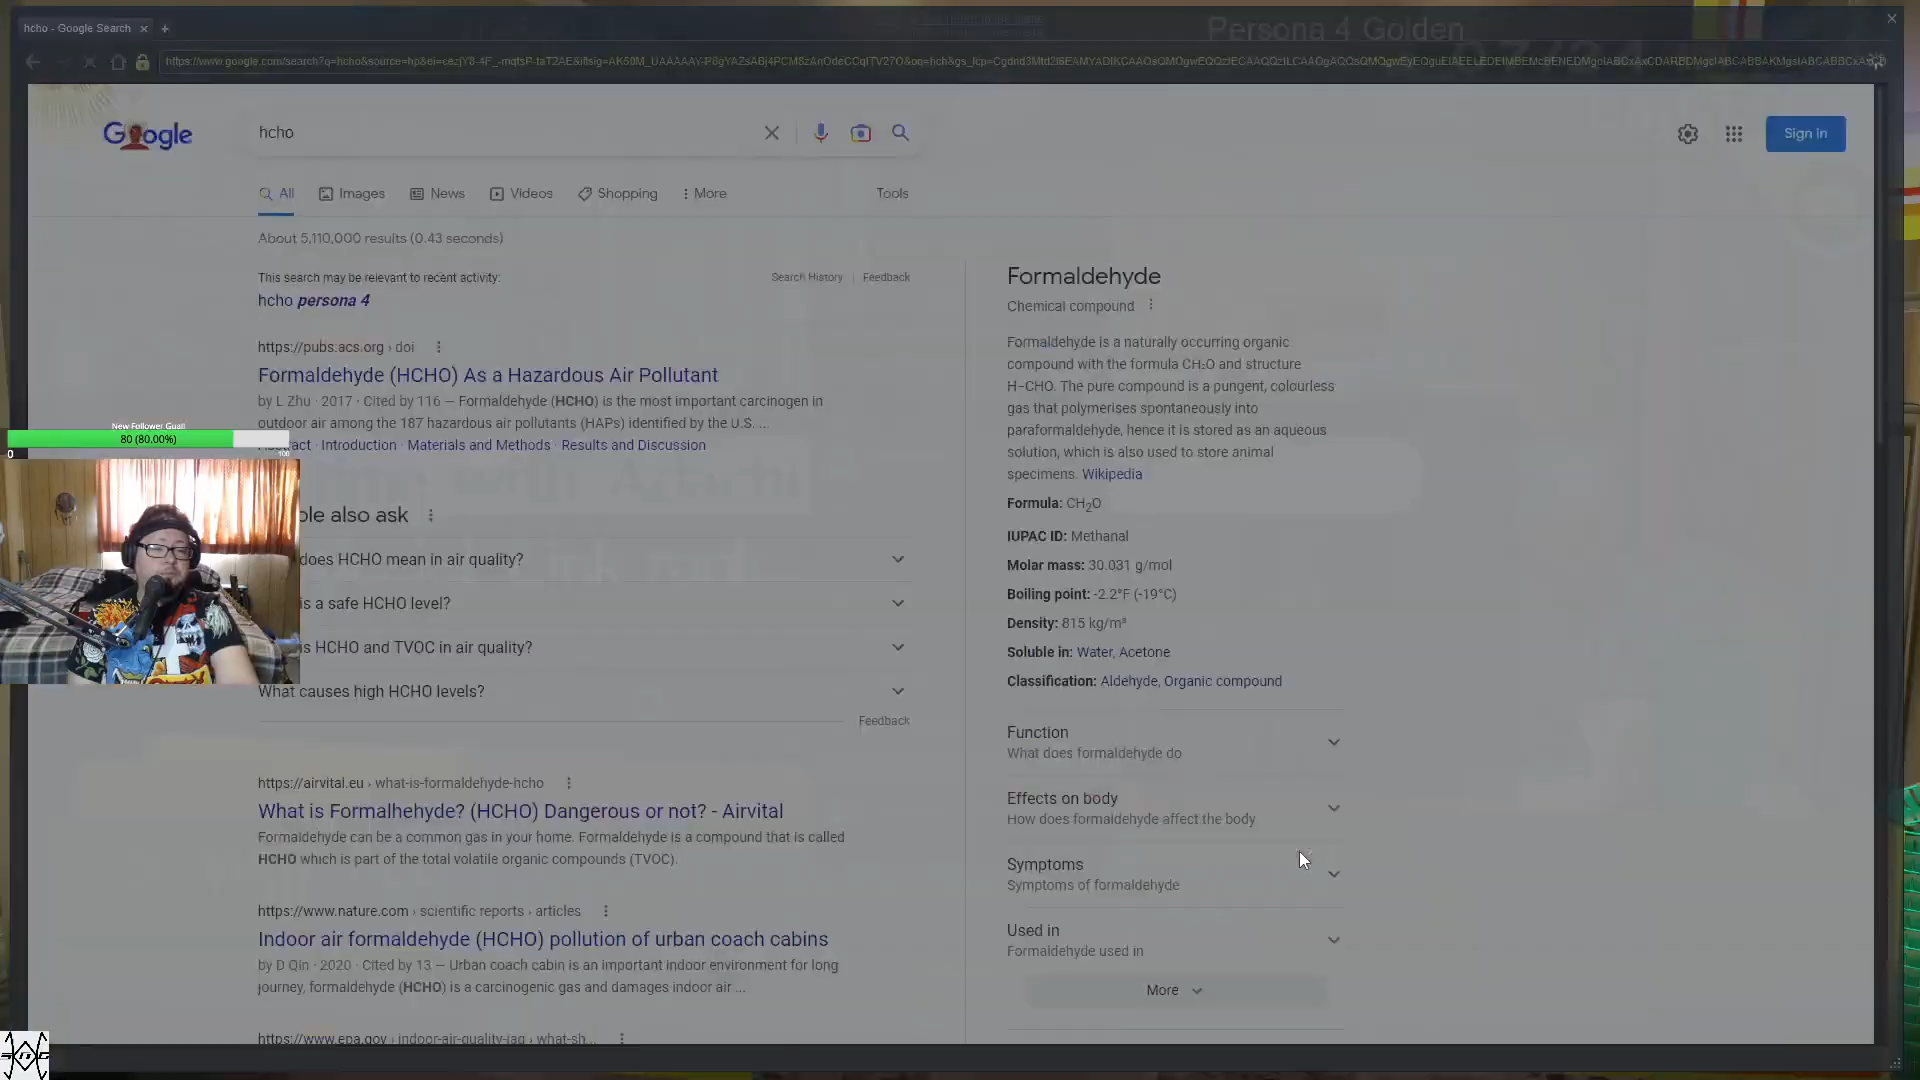 Persona 4 Golden
hcho - Google Search
Google
hcho
Sign in
All
Images
News
Videos
Shopping
More
Tools
About 5,110,000 results (0.43 seconds)
This search may be relevant to recent activity:
Search History
Feedback
hcho persona 4
https://pubs.acs.org › doi
Formaldehyde (HCHO) As a Hazardous Air Pollutant
by L Zhu · 2017 · Cited by 116 — Formaldehyde (HCHO) is the most important carcinogen in
outdoor air among the 187 hazardous air pollutants (HAPs) identified by the U.S. ...
tract · Introduction · Materials and Methods · Results and Discussion
New Follower Goal!
80 (80.00%)
0
100
ple also ask
does HCHO mean in air quality?
is a safe HCHO level?
is HCHO and TVOC in air quality?
What causes high HCHO levels?
Feedback
https://airvital.eu › what-is-formaldehyde-hcho
What is Formalhehyde? (HCHO) Dangerous or not? - Airvital
Formaldehyde can be a common gas in your home. Formaldehyde is a compound that is called
HCHO which is part of the total volatile organic compounds (TVOC).
https://www.nature.com › scientific reports › articles
Indoor air formaldehyde (HCHO) pollution of urban coach cabins
by D Qin · 2020 · Cited by 13 — Urban coach cabin is an important indoor environment for long
journey, formaldehyde (HCHO) is a carcinogenic gas and damages indoor air ...
https://www.epa.gov › indoor-air-quality-iaq › what-sh...
Formaldehyde
Chemical compound
Formaldehyde is a naturally occurring organic
compound with the formula CH₂O and structure
H−CHO. The pure compound is a pungent, colourless
gas that polymerises spontaneously into
paraformaldehyde, hence it is stored as an aqueous
solution, which is also used to store animal
specimens. Wikipedia
Formula: CH₂O
IUPAC ID: Methanal
Molar mass: 30.031 g/mol
Boiling point: -2.2°F (-19°C)
Density: 815 kg/m³
Soluble in: Water, Acetone
Classification: Aldehyde, Organic compound
Function
What does formaldehyde do
Effects on body
How does formaldehyde affect the body
Symptoms
Symptoms of formaldehyde
Used in
Formaldehyde used in
More